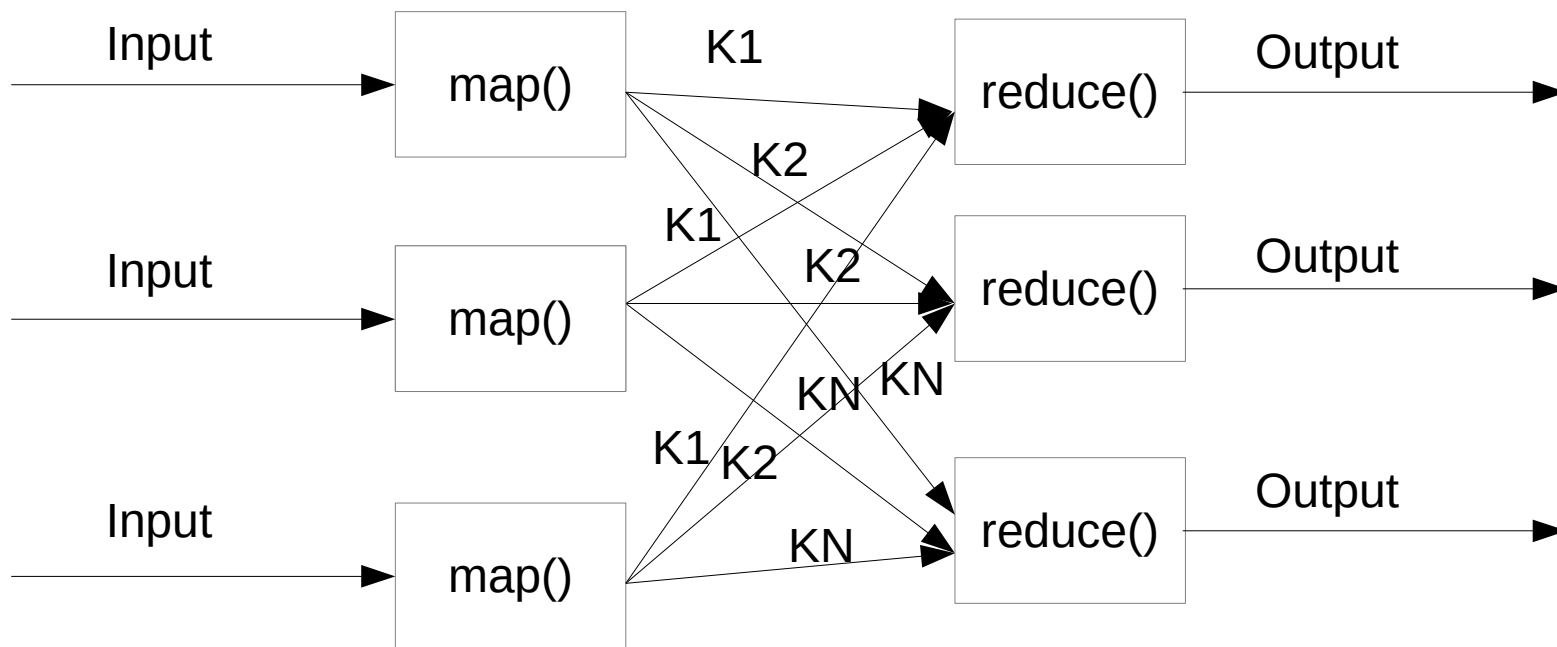 Input
map()
K1
reduce()
Output
K2
K1
Input
map()
K2
reduce()
Output
KN
KN
K1
K2
Input
map()
KN
reduce()
Output